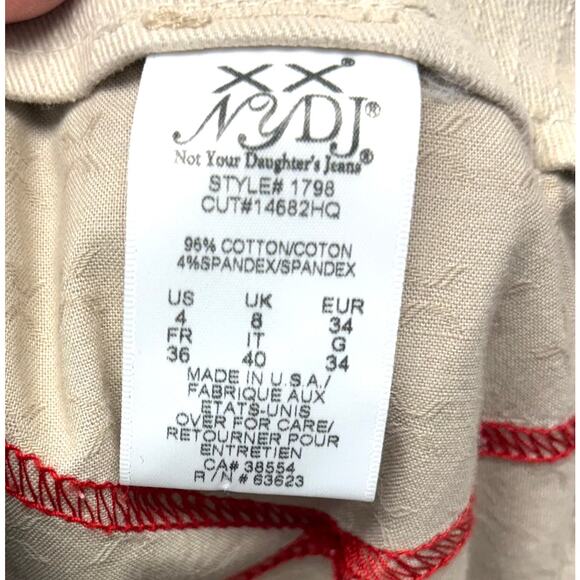 XX®
NYDJ®
Not Your Daughter's Jeans®
STYLE# 1798
CUT#14682HQ
96% COTTON/COTON
4%SPANDEX/SPANDEX
US UK EUR
4 8 34
FR IT G
36 40 34
MADE IN U.S.A./
FABRIQUE AUX
ETATS-UNIS
OVER FOR CARE/
RETOURNER POUR
ENTRETIEN
CA# 38554
R/N # 63623